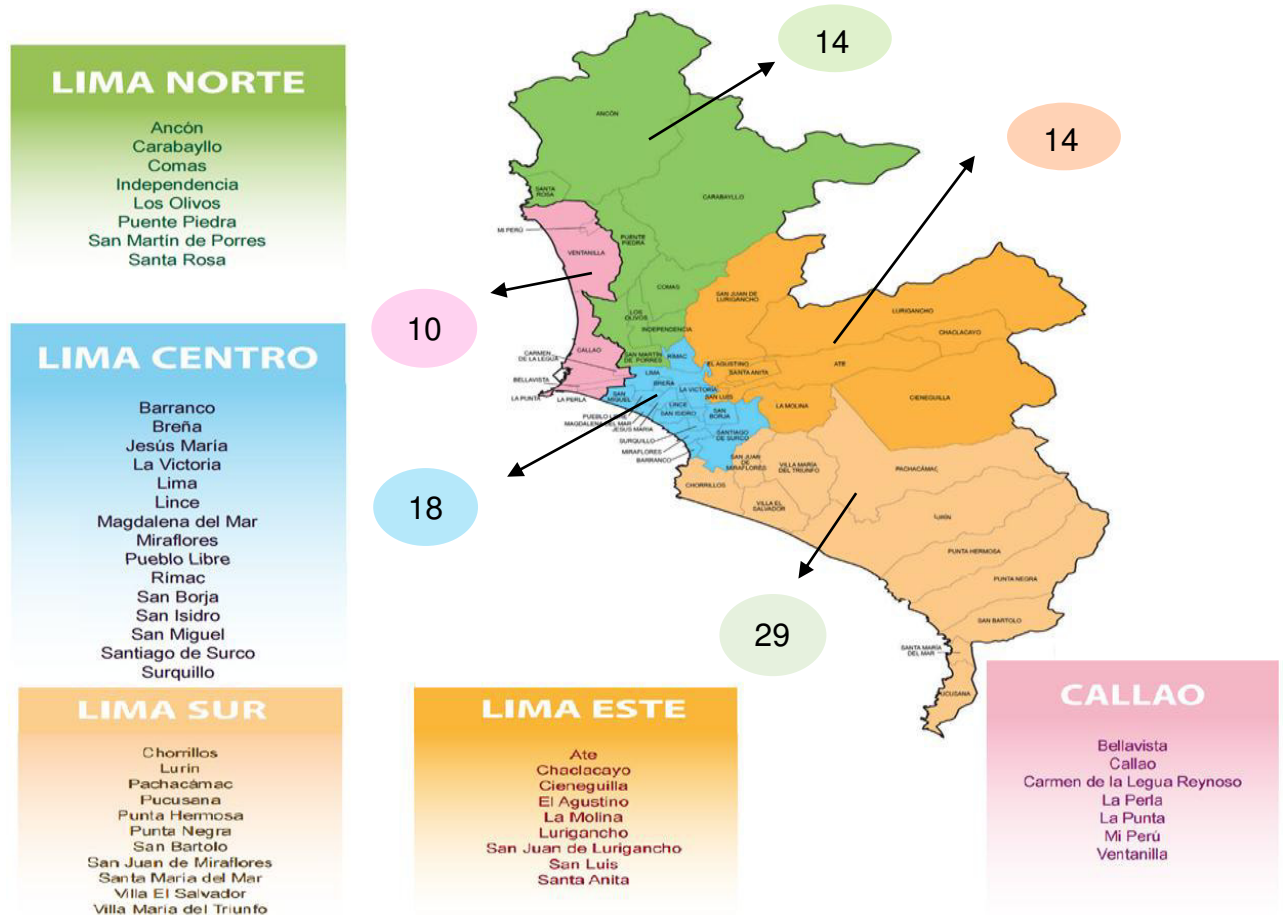 LIMA NORTE
Ancón
Carabayllo
Comas
Independencia
Los Olivos
Puente Piedra
San Martín de Porres
Santa Rosa
LIMA CENTRO
Barranco
Breña
Jesús María
La Victoria
Lima
Lince
Magdalena del Mar
Miraflores
Pueblo Libre
Rímac
San Borja
San Isidro
San Miguel
Santiago de Surco
Surquillo
LIMA SUR
Chorrillos
Lurín
Pachacámac
Pucusana
Punta Hermosa
Punta Negra
San Bartolo
San Juan de Miraflores
Santa María del Mar
Villa El Salvador
Villa María del Triunfo
LIMA ESTE
Ate
Chaclacayo
Cieneguilla
El Agustino
La Molina
Lurigancho
San Juan de Lurigancho
San Luis
Santa Anita
CALLAO
Bellavista
Callao
Carmen de la Legua Reynoso
La Perla
La Punta
Mi Perú
Ventanilla
14
14
10
18
29
ANCÓN
SANTA
ROSA
CARABAYLLO
MI PERÚ
PUENTE
PIEDRA
VENTANILLA
COMAS
SAN JUAN DE
LURIGANCHO
LURIGANCHO
LOS
OLIVOS
INDEPENDENCIA
CHACLACAYO
CARMEN
DE LA LEGUA
CALLAO
SAN MARTÍN
DE PORRES
RÍMAC
EL AGUSTINO
ATE
LIMA
SANTA ANITA
BELLAVISTA
BREÑA
LA VICTORIA
SAN LUIS
CIENEGUILLA
LA PUNTA
LA PERLA
SAN
MIGUEL
LINCE
LA MOLINA
PUEBLO LIBRE
SAN ISIDRO
SAN
BORJA
MAGDALENA DEL MAR
JESÚS MARÍA
SANTIAGO
DE SURCO
SURQUILLO
MIRAFLORES
BARRANCO
SAN JUAN
DE
MIRAFLORES
VILLA MARÍA
DEL TRIUNFO
PACHACÁMAC
CHORRILLOS
VILLA EL
SALVADOR
LURÍN
PUNTA HERMOSA
PUNTA NEGRA
SAN BARTOLO
SANTA MARÍA
DEL MAR
UCUSANA